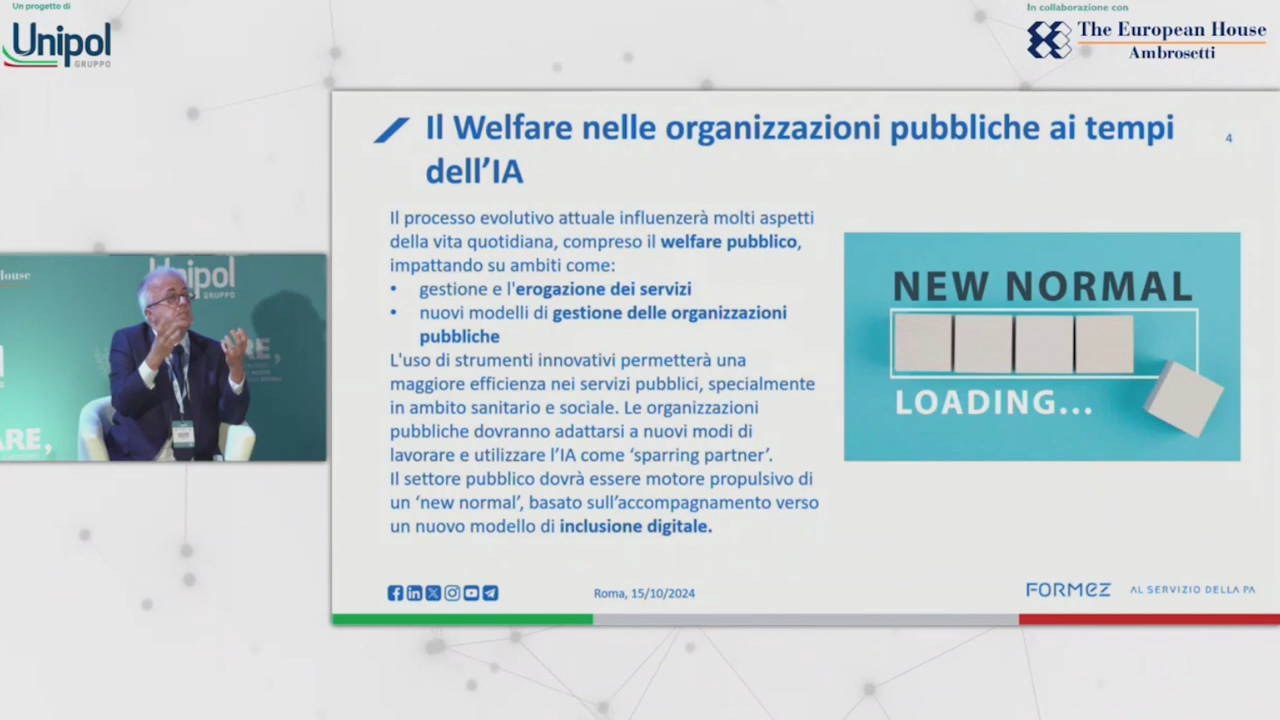 Un progetto di
Unipol
GRUPPO
In collaborazione con
The European House
Ambrosetti
Il Welfare nelle organizzazioni pubbliche ai tempi
dell’IA
4
Il processo evolutivo attuale influenzerà molti aspetti
della vita quotidiana, compreso il welfare pubblico,
impattando su ambiti come:
• gestione e l'erogazione dei servizi
• nuovi modelli di gestione delle organizzazioni
pubbliche
L'uso di strumenti innovativi permetterà una
maggiore efficienza nei servizi pubblici, specialmente
in ambito sanitario e sociale. Le organizzazioni
pubbliche dovranno adattarsi a nuovi modi di
lavorare e utilizzare l’IA come ‘sparring partner’.
Il settore pubblico dovrà essere motore propulsivo di
un ‘new normal’, basato sull’accompagnamento verso
un nuovo modello di inclusione digitale.
NEW NORMAL
LOADING...
Roma, 15/10/2024
FORMEZ
AL SERVIZIO DELLA PA
House
Unipol
GRUPPO
RE,
ARE,